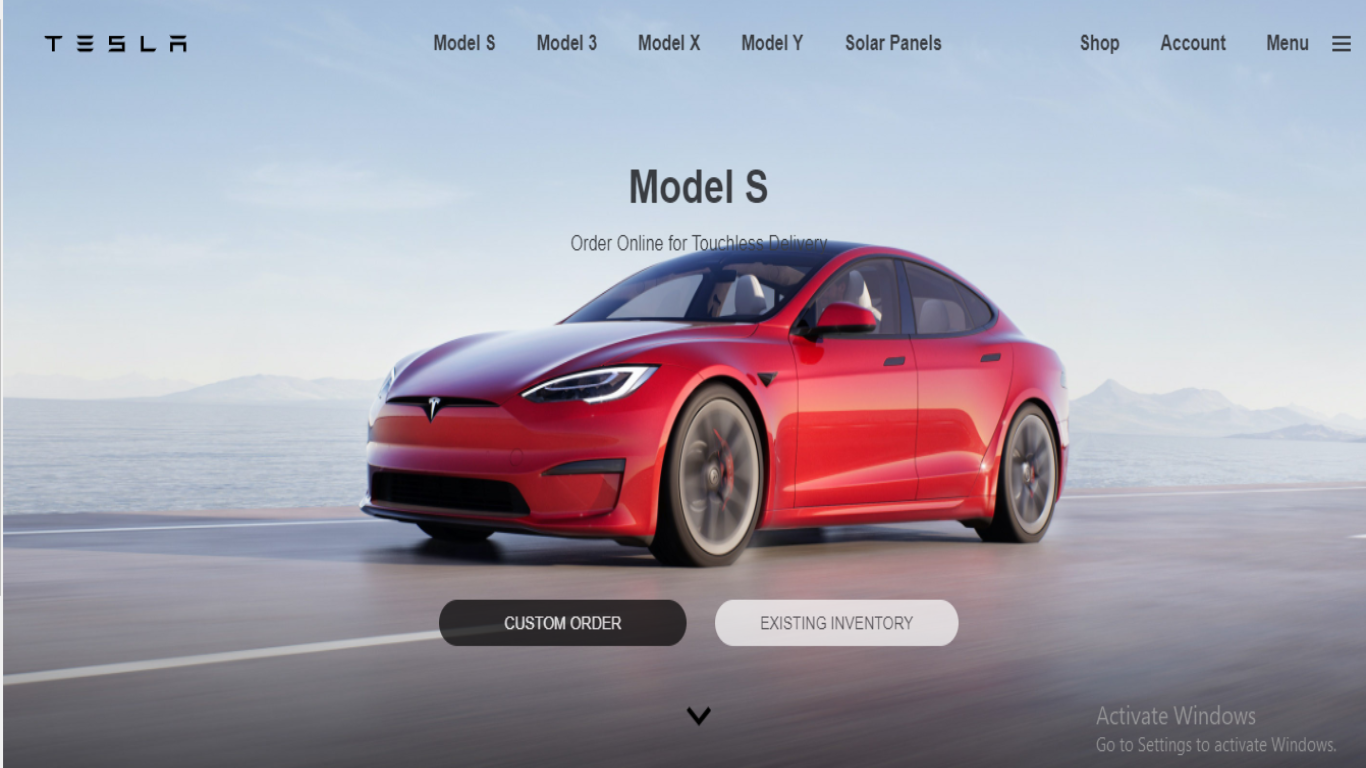 TESLA
Model S Model 3 Model X Model Y Solar Panels Shop Account Menu
Model S
Order Online for Touchless Delivery
CUSTOM ORDER EXISTING INVENTORY
Activate Windows
Go to Settings to activate Windows.